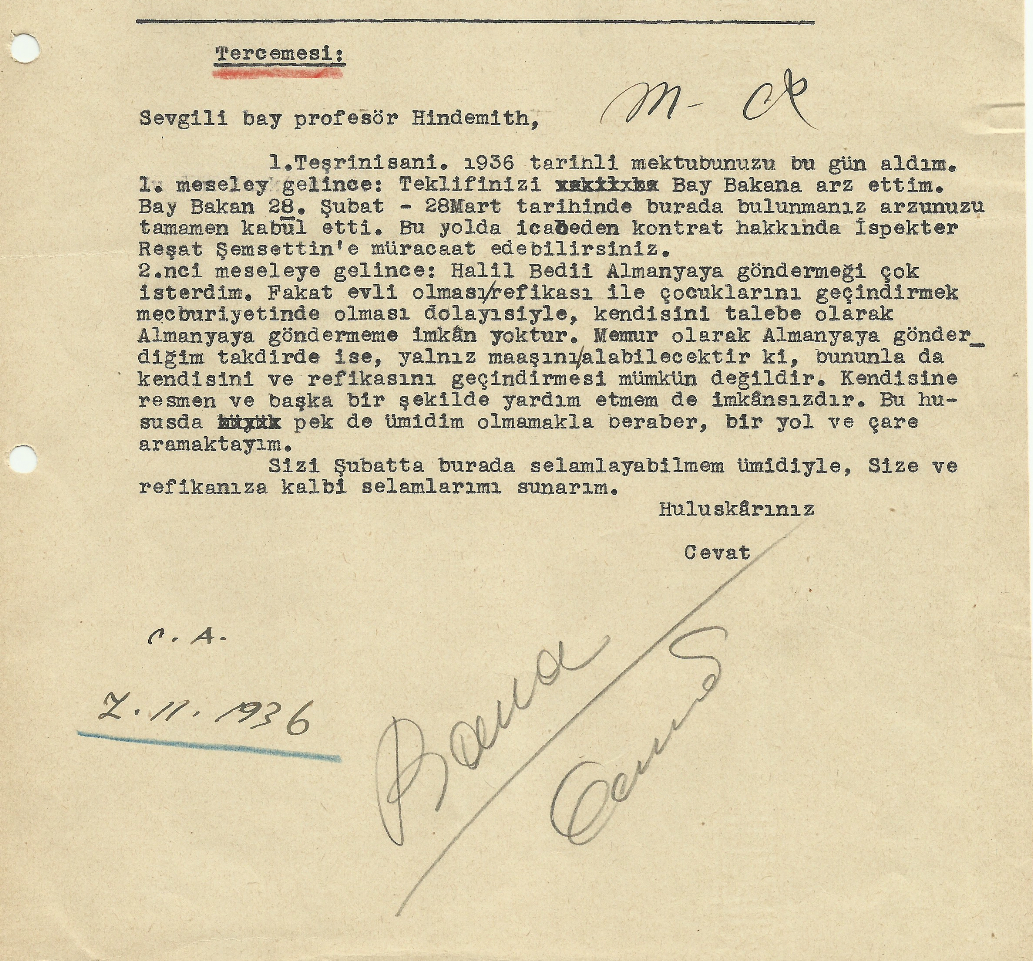 Tercemesi:
M-
Sevgili bay profesör Hindemith,
1.Teşrinisani. 1936 tarihli mektubunuzu bu gün aldım.
1. meseley gelince: Teklifinizi Bay Bakana arz ettim.
Bay Bakan 28. Şubat - 28Mart tarihinde burada bulunmanız arzunuzu
tamamen kabul etti. Bu yolda icabeden kontrat hakkında İspekter
Reşat Şemsettin'e müracaat edebilirsiniz.
2.nci meseleye gelince: Halil Bedii Almanyaya göndermeği çok
isterdim. Fakat evli olması/refikası ile çocuklarını geçindirmek
mecburiyetinde olması dolayısiyle, kendisini talebe olarak
Almanyaya göndermeme imkân yoktur. Memur olarak Almanyaya gönder_
diğim takdirde ise, yalnız maaşını/alabilecektir ki, bununla da
kendisini ve refikasını geçindirmesi mümkün değildir. Kendisine
resmen ve başka bir şekilde yardım etmem de imkânsızdır. Bu hu-
susda pek de ümidim olmamakla beraber, bir yol ve çare
aramaktayım.
Sizi Şubatta burada selamlayabilmem ümidiyle, Size ve
refikanıza kalbi selamlarımı sunarım.
Huluskârınız
Cevat
C. A.
7.11.1936
Bana